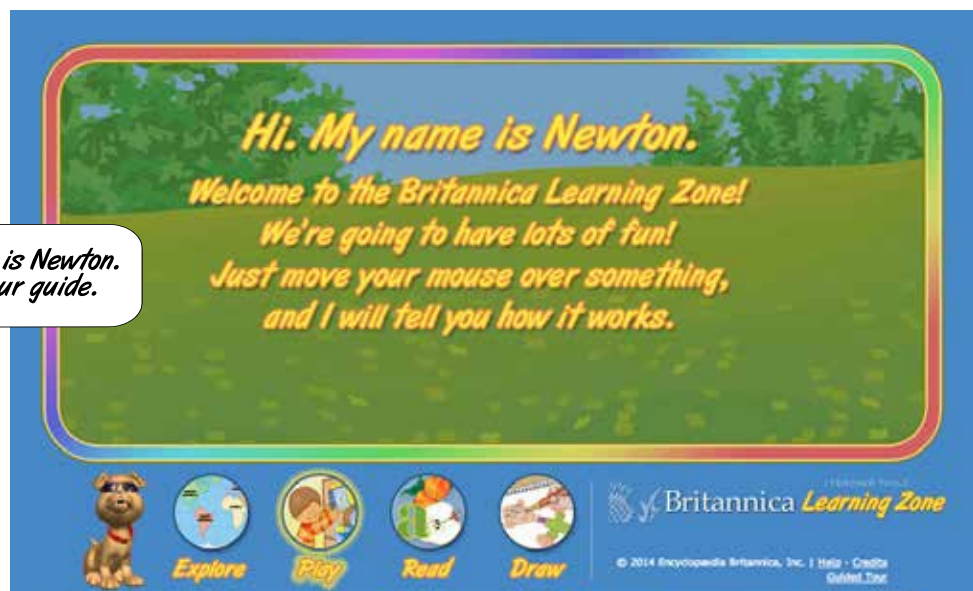 Hi. My name is Newton.
Welcome to the Britannica Learning Zone!
We're going to have lots of fun!
Just move your mouse over something,
and I will tell you how it works.
is Newton.
ur guide.
Explore
Play
Read
Draw
| TEACHER TOOLS
Britannica Learning Zone
© 2014 Encyclopædia Britannica, Inc. | Help - Credits
Guided Tour